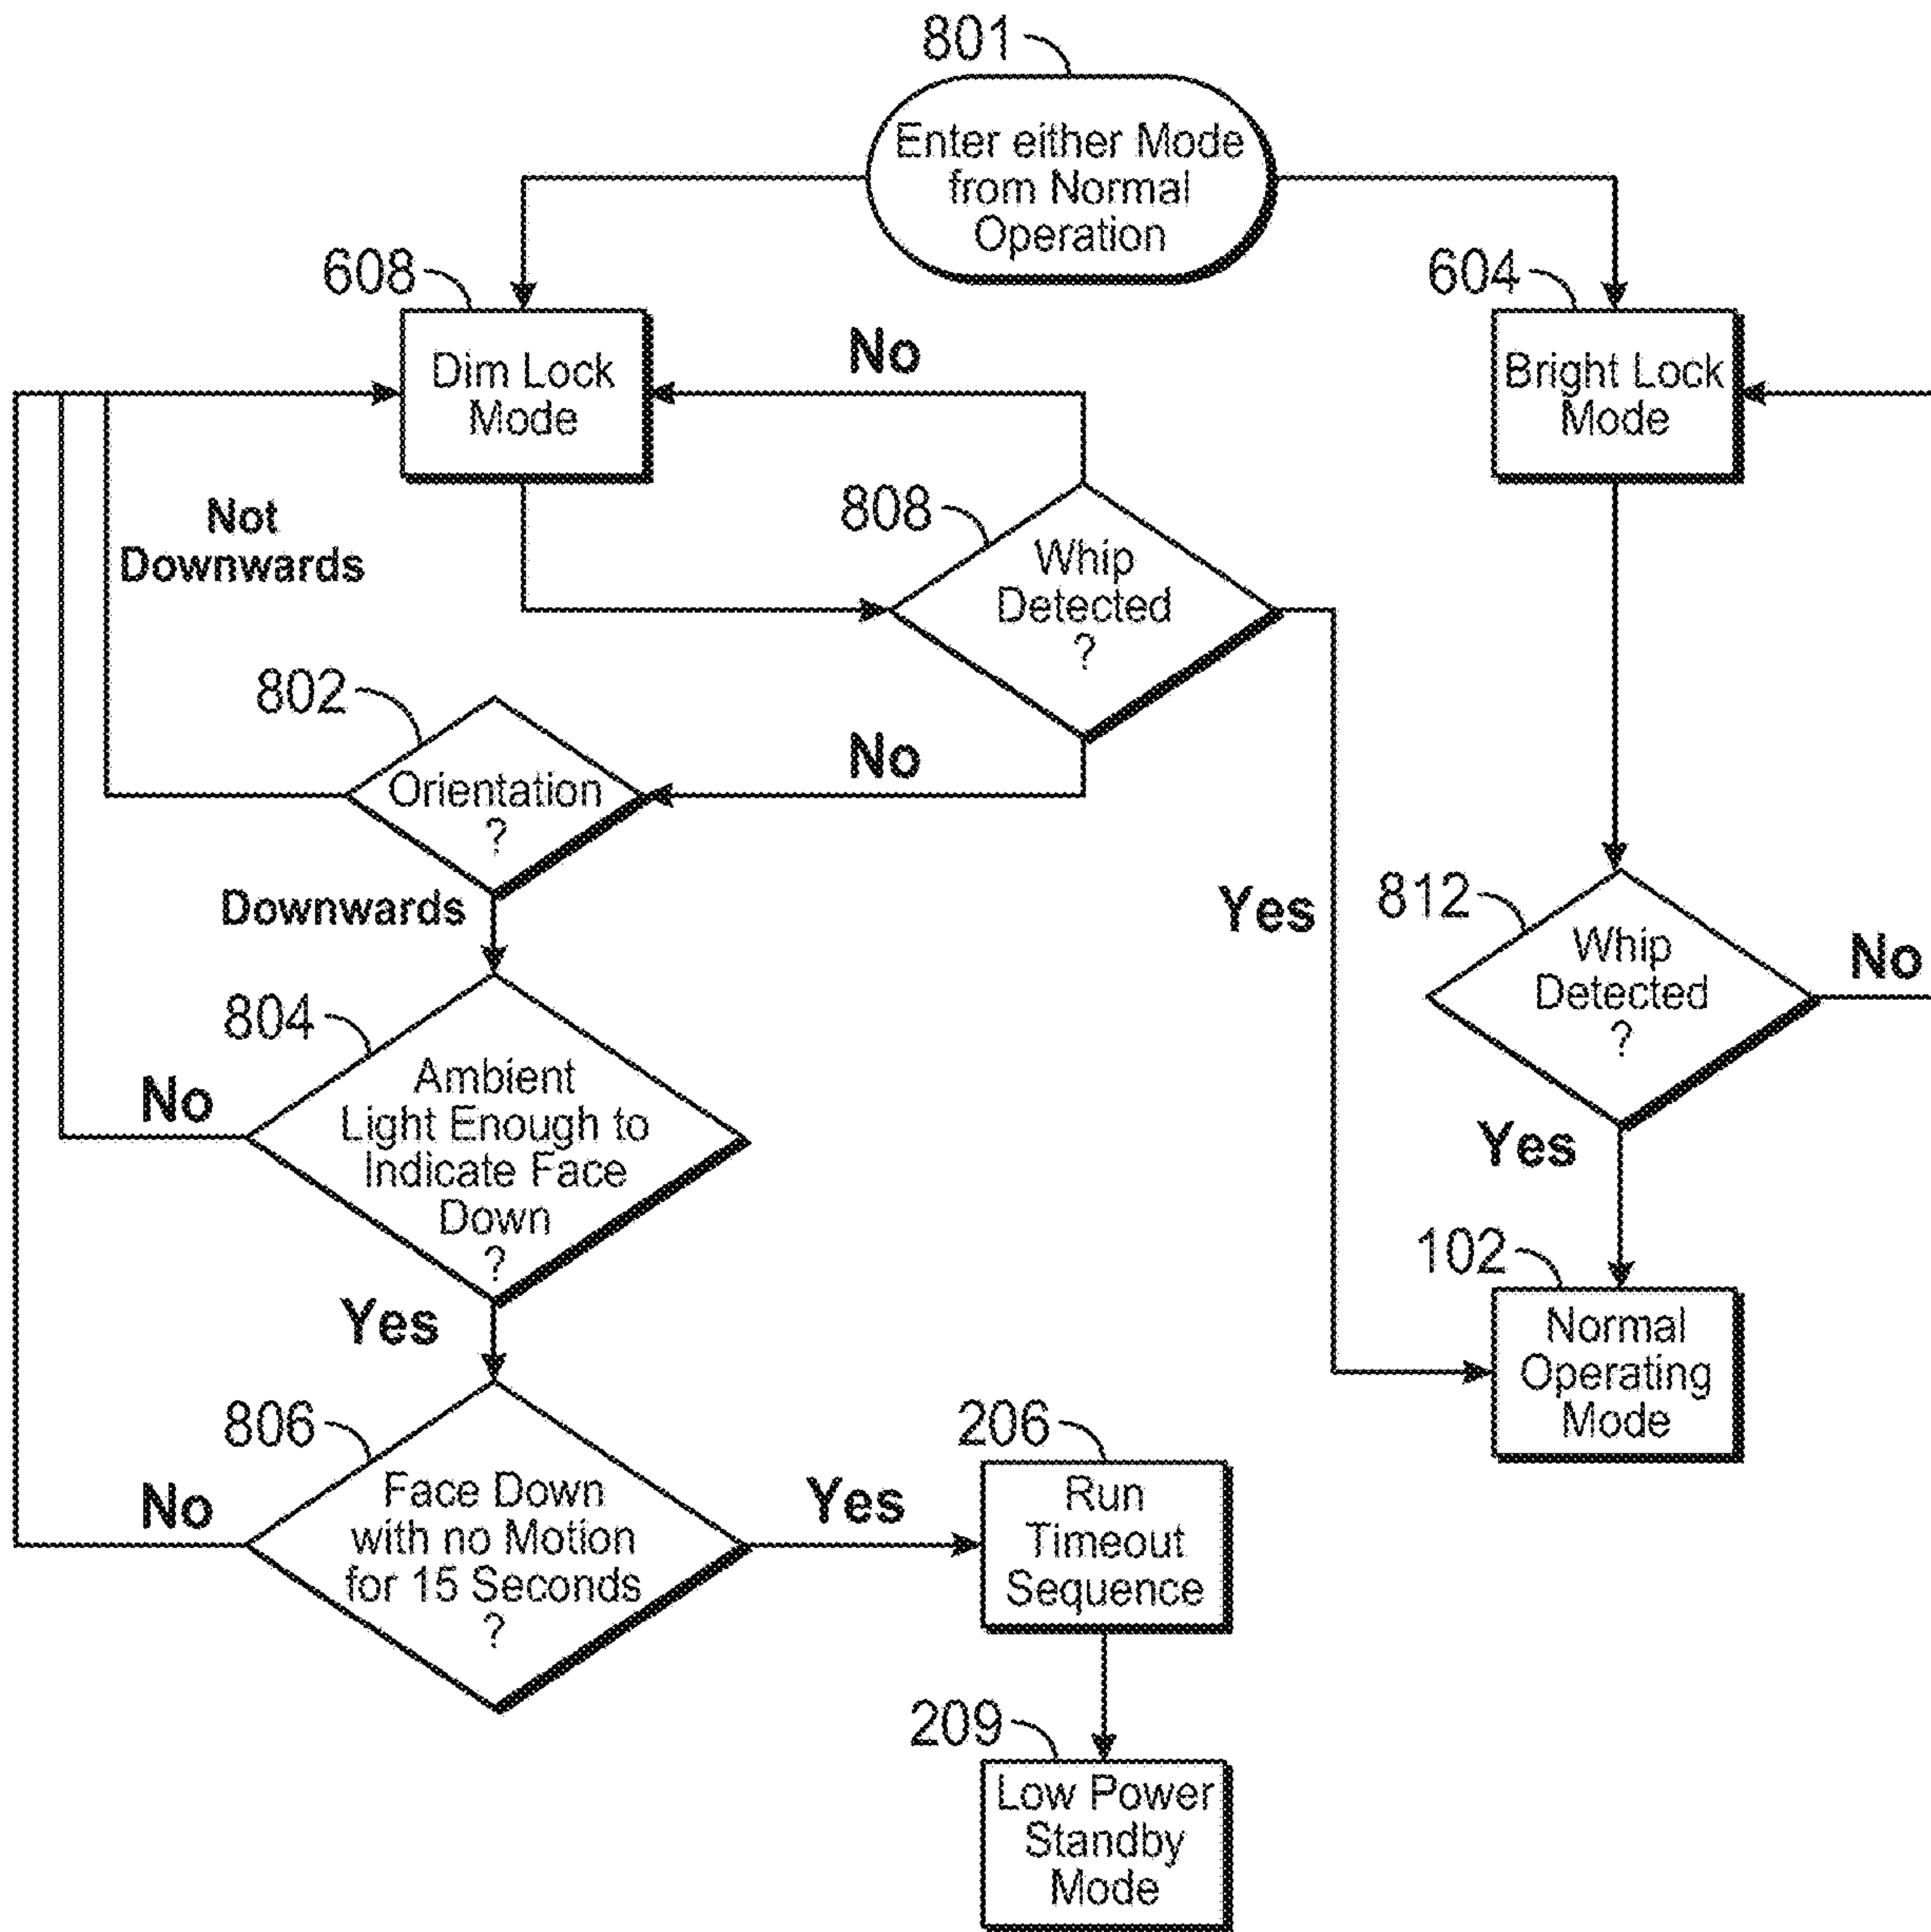 801
Enter either Mode
from Normal
Operation
608
604
Dim Lock
Mode
No
Bright Lock
Mode
Not
Downwards
808
Whip
Detected
?
802
Orientation
?
No
Downwards
Yes
812
Whip
Detected
?
No
804
Ambient
Light Enough to
Indicate Face
Down
?
No
Yes
Yes
102
Normal
Operating
Mode
806
Face Down
with no Motion
for 15 Seconds
?
No
Yes
206
Run
Timeout
Sequence
209
Low Power
Standby
Mode